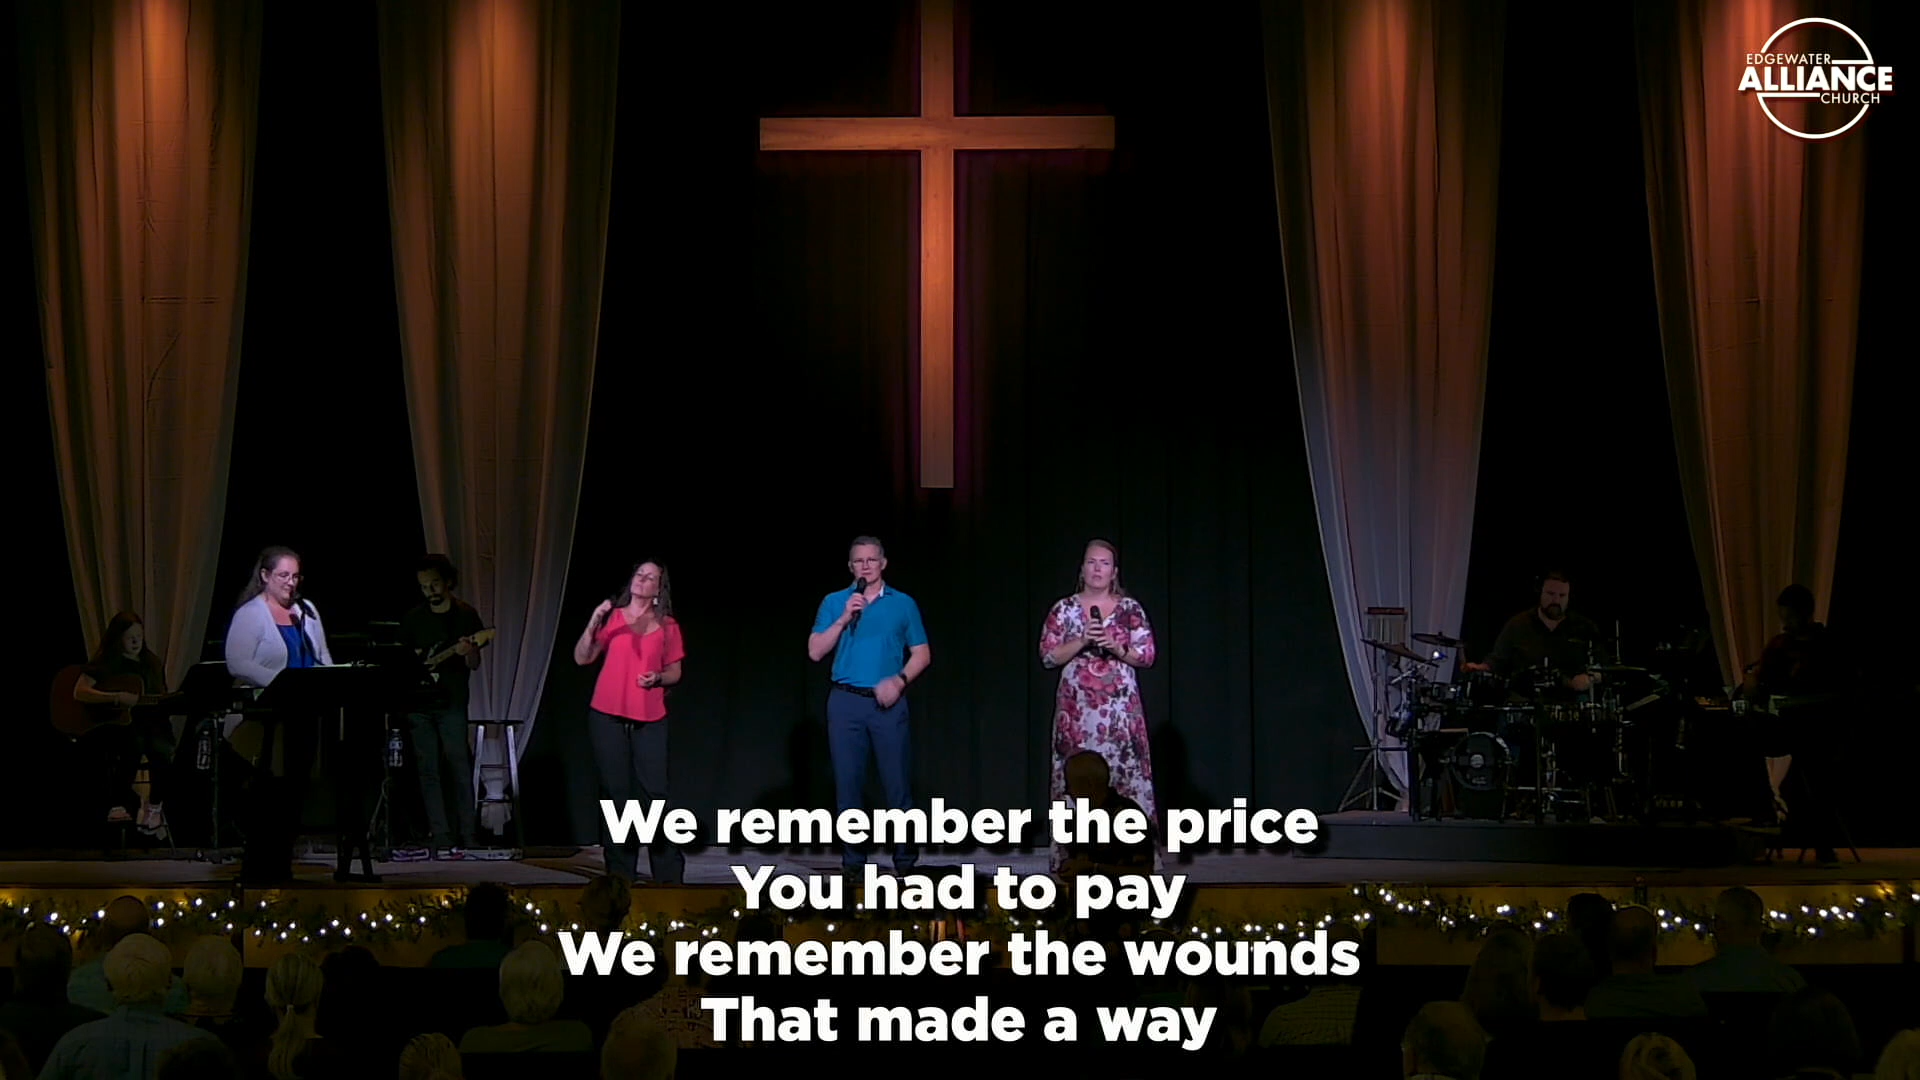 EDGEWATER
ALLIANCE
CHURCH
We remember the price
You had to pay
We remember the wounds
That made a way